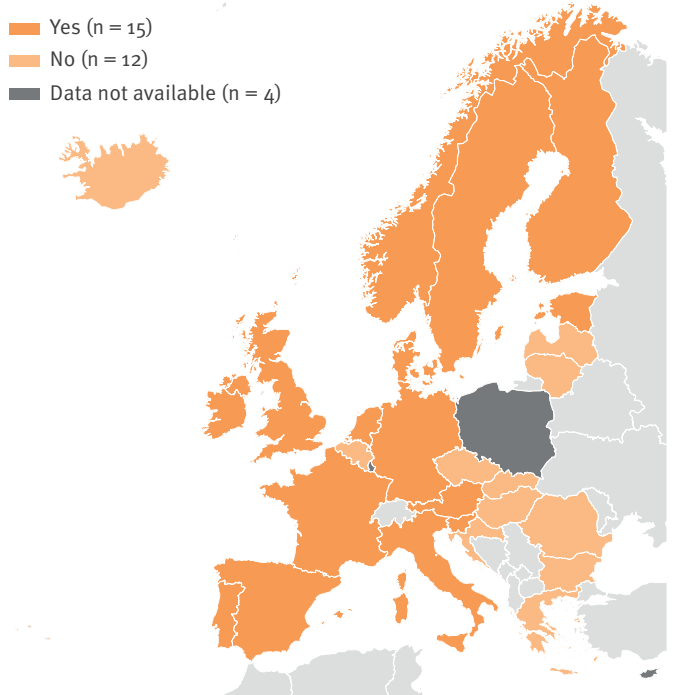 Yes (n = 15)
No (n = 12)
Data not available (n = 4)